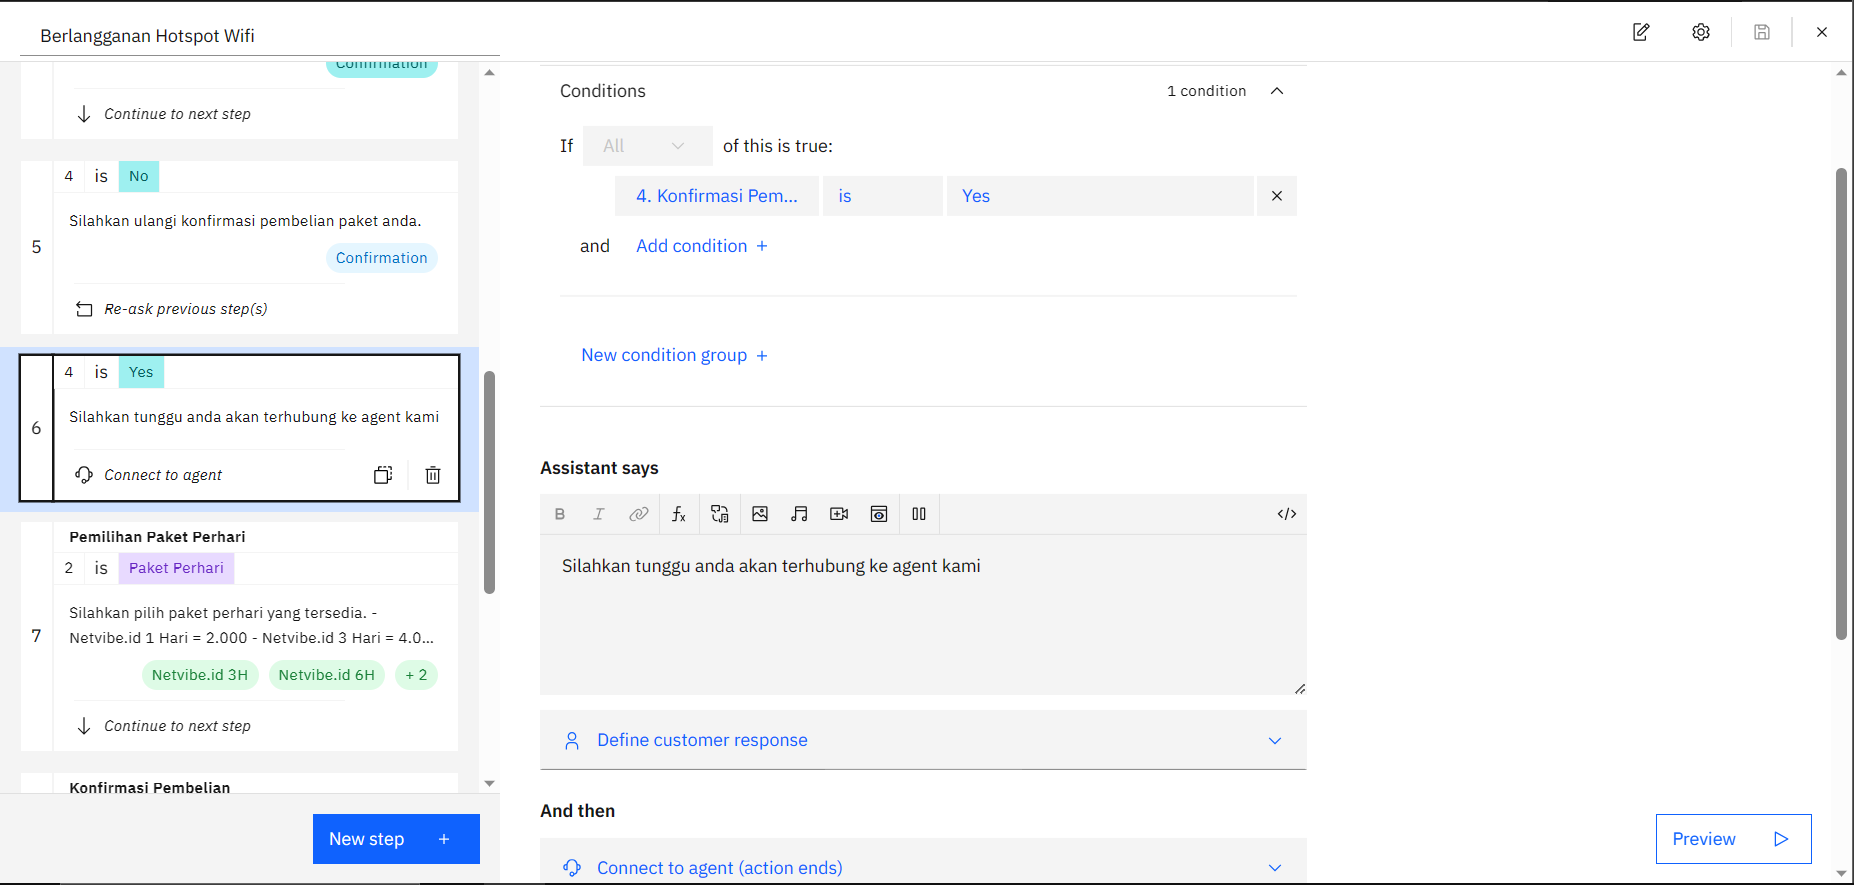 Berlangganan Hotspot Wifi
Confirmation
Continue to next step
4 is No
Silahkan ulangi konfirmasi pembelian paket anda.
5
Confirmation
Re-ask previous step(s)
4 is Yes
Silahkan tunggu anda akan terhubung ke agent kami
6
Connect to agent
Pemilihan Paket Perhari
2 is Paket Perhari
Silahkan pilih paket perhari yang tersedia. -
Netvibe.id 1 Hari = 2.000 - Netvibe.id 3 Hari = 4.0...
7
Netvibe.id 3H Netvibe.id 6H + 2
Continue to next step
Konfirmasi Pembelian
New step +
Conditions 1 condition
If All of this is true:
4. Konfirmasi Pem... is Yes
and Add condition +
New condition group +
Assistant says
B I fx </>
Silahkan tunggu anda akan terhubung ke agent kami
Define customer response
And then
Connect to agent (action ends)
Preview